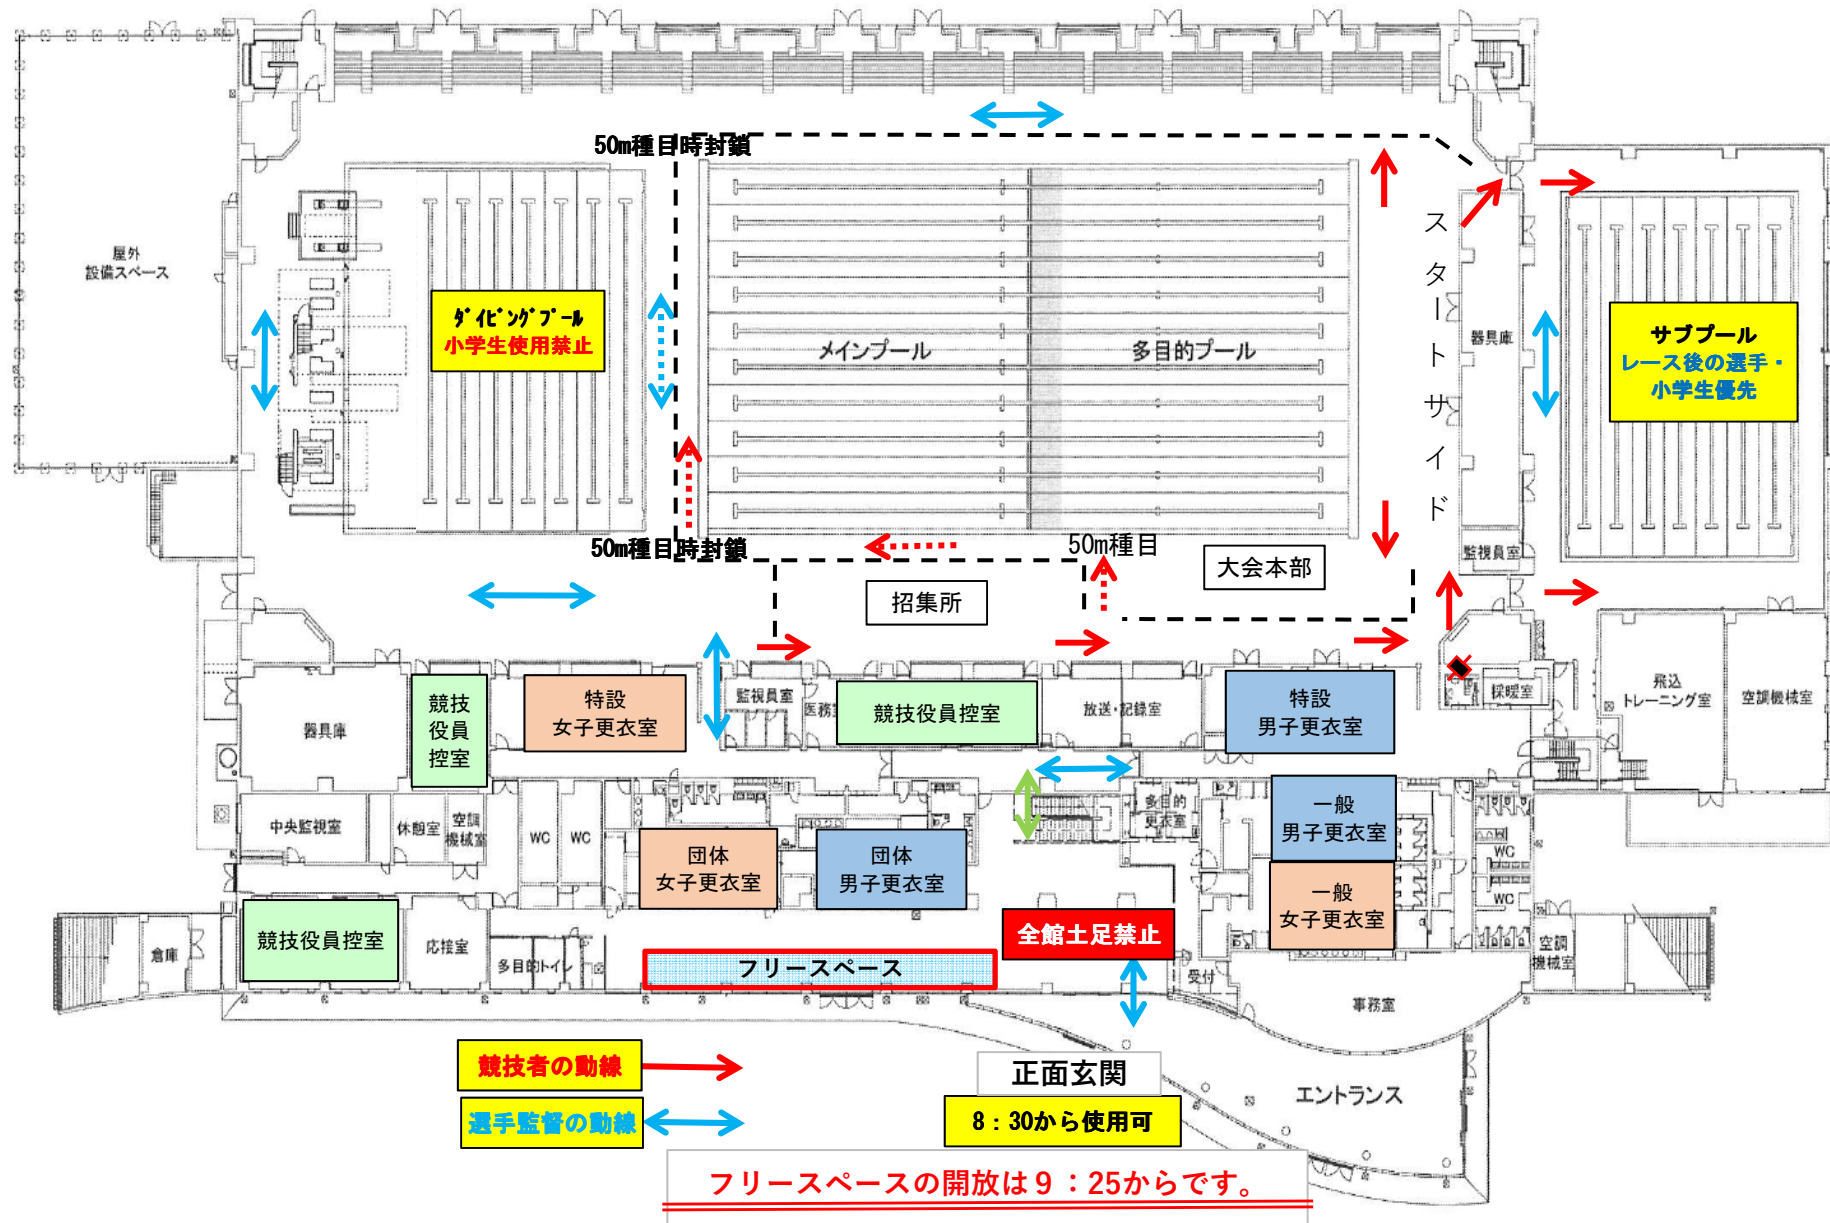 50m種目時封鎖
屋外
設備スペース
ﾀﾞｲﾋﾞﾝｸﾞﾌﾟｰﾙ
小学生使用禁止
メインプール
多目的プール
スタートサイド
器具庫
サブプール
レース後の選手・
小学生優先
50m種目時封鎖
50m種目
大会本部
監視員室
招集所
器具庫
競技
役員
控室
特設
女子更衣室
監視員室
医務
競技役員控室
放送・記録室
特設
男子更衣室
採暖室
飛込
トレーニング室
空調機械室
中央監視室
休憩室
空調
機械室
WC
WC
団体
女子更衣室
団体
男子更衣室
多目的
更衣室
一般
男子更衣室
一般
女子更衣室
WC
WC
倉庫
競技役員控室
応接室
多目的トイレ
フリースペース
全館土足禁止
受付
事務室
空調
機械室
競技者の動線
選手監督の動線
正面玄関
8：30から使用可
エントランス
フリースペースの開放は９：25からです。